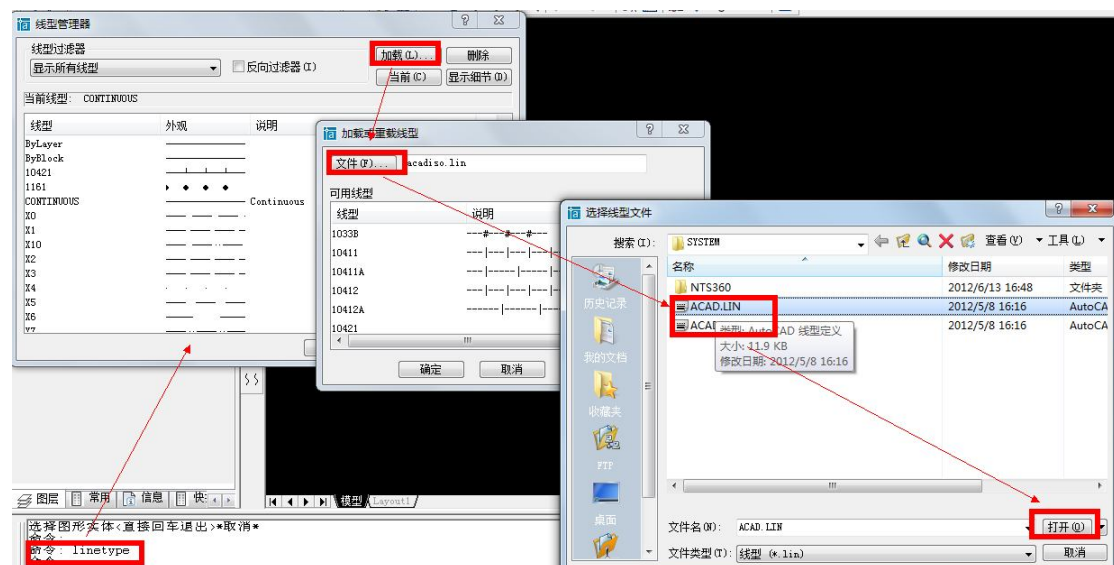 线型管理器
线型过滤器
显示所有线型
反向过滤器(I)
加载(L)...
删除
当前(C)
显示细节(D)
当前线型: CONTINUOUS
线型 外观 说明
ByLayer
ByBlock
10421
1161
CONTINUOUS Continuous
X0
X1
X10
X2
X3
X4
X5
X6
X7
加载或重载线型
文件(F)... acadiso.lin
可用线型
线型 说明
1033B ---#---#---#---
10411
10411A
10412
10412A
10421
确定 取消
选择线型文件
搜索(I): SYSTEM 查看(V) 工具(L)
名称 修改日期 类型
NTS360 2012/6/13 16:48 文件夹
ACAD.LIN 2012/5/8 16:16 AutoCA
2012/5/8 16:16 AutoCA
类型: AutoCAD 线型定义
大小: 11.9 KB
修改日期: 2012/5/8 16:16
历史记录
我的文档
收藏夹
FTP
桌面
文件名(N): ACAD.LIN 打开(O)
文件类型(T): 线型 (*.lin) 取消
图层 常用 信息 快
模型 Layout1
选择图形实体<直接回车退出>*取消*
命令:
命令: linetype